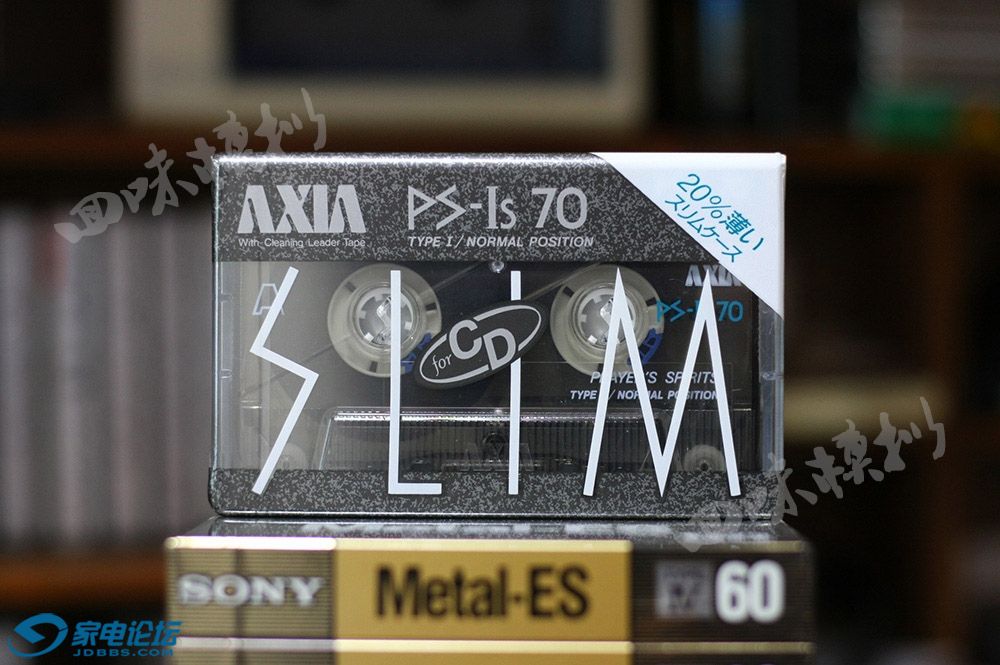 AXIA
With Cleaning Leader Tape
PS-Is 70
TYPE I / NORMAL POSITION
20%薄い
スリムケース
A
AXIA
70
SLiM
for CD
PLAYER'S SPIRITS
TYPE I / NORMAL POSITION
SONY
Metal-ES
60
家电论坛
JDBBS.COM